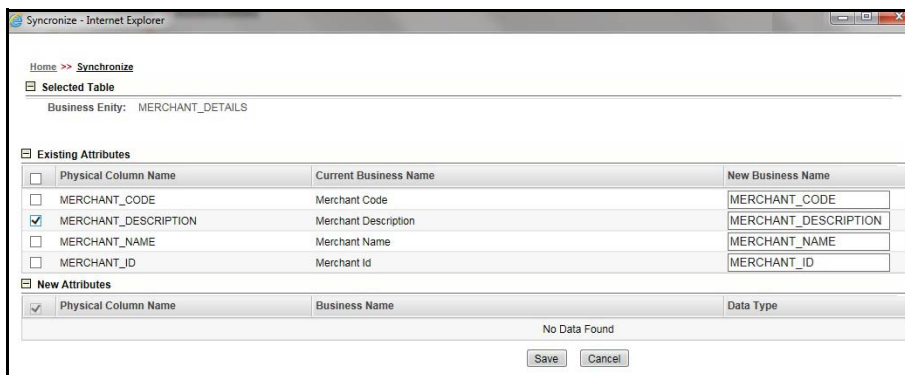 Syncronize - Internet Explorer
Home >> Synchronize
Selected Table
Business Enity: MERCHANT_DETAILS
Existing Attributes
Physical Column Name Current Business Name New Business Name
MERCHANT_CODE Merchant Code MERCHANT_CODE
MERCHANT_DESCRIPTION Merchant Description MERCHANT_DESCRIPTION
MERCHANT_NAME Merchant Name MERCHANT_NAME
MERCHANT_ID Merchant Id MERCHANT_ID
New Attributes
Physical Column Name Business Name Data Type
No Data Found
Save Cancel